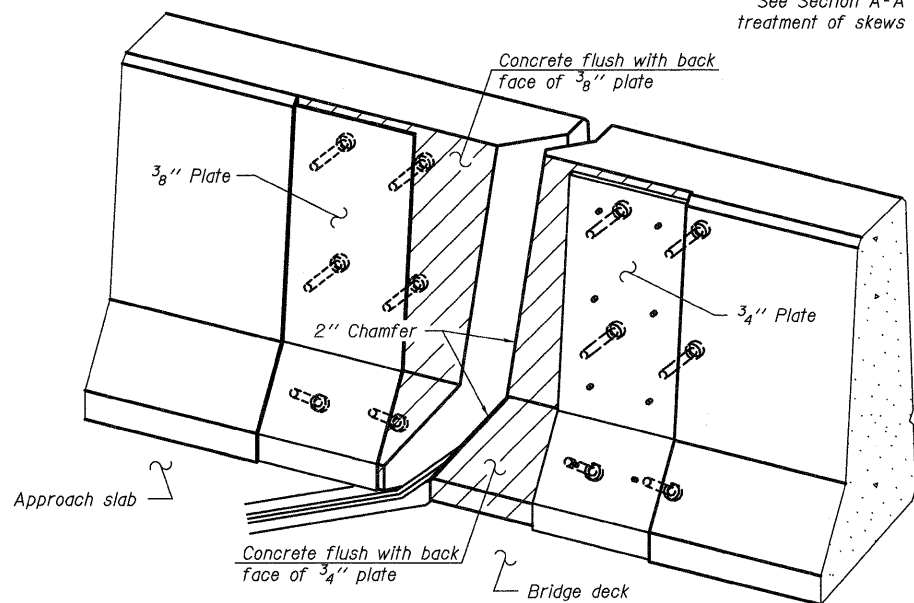 See Section A-A
treatment of skews
Concrete flush with back
face of 3/8" plate
3/8" Plate
3/4" Plate
2" Chamfer
Approach slab
Concrete flush with back
face of 3/4" plate
Bridge deck